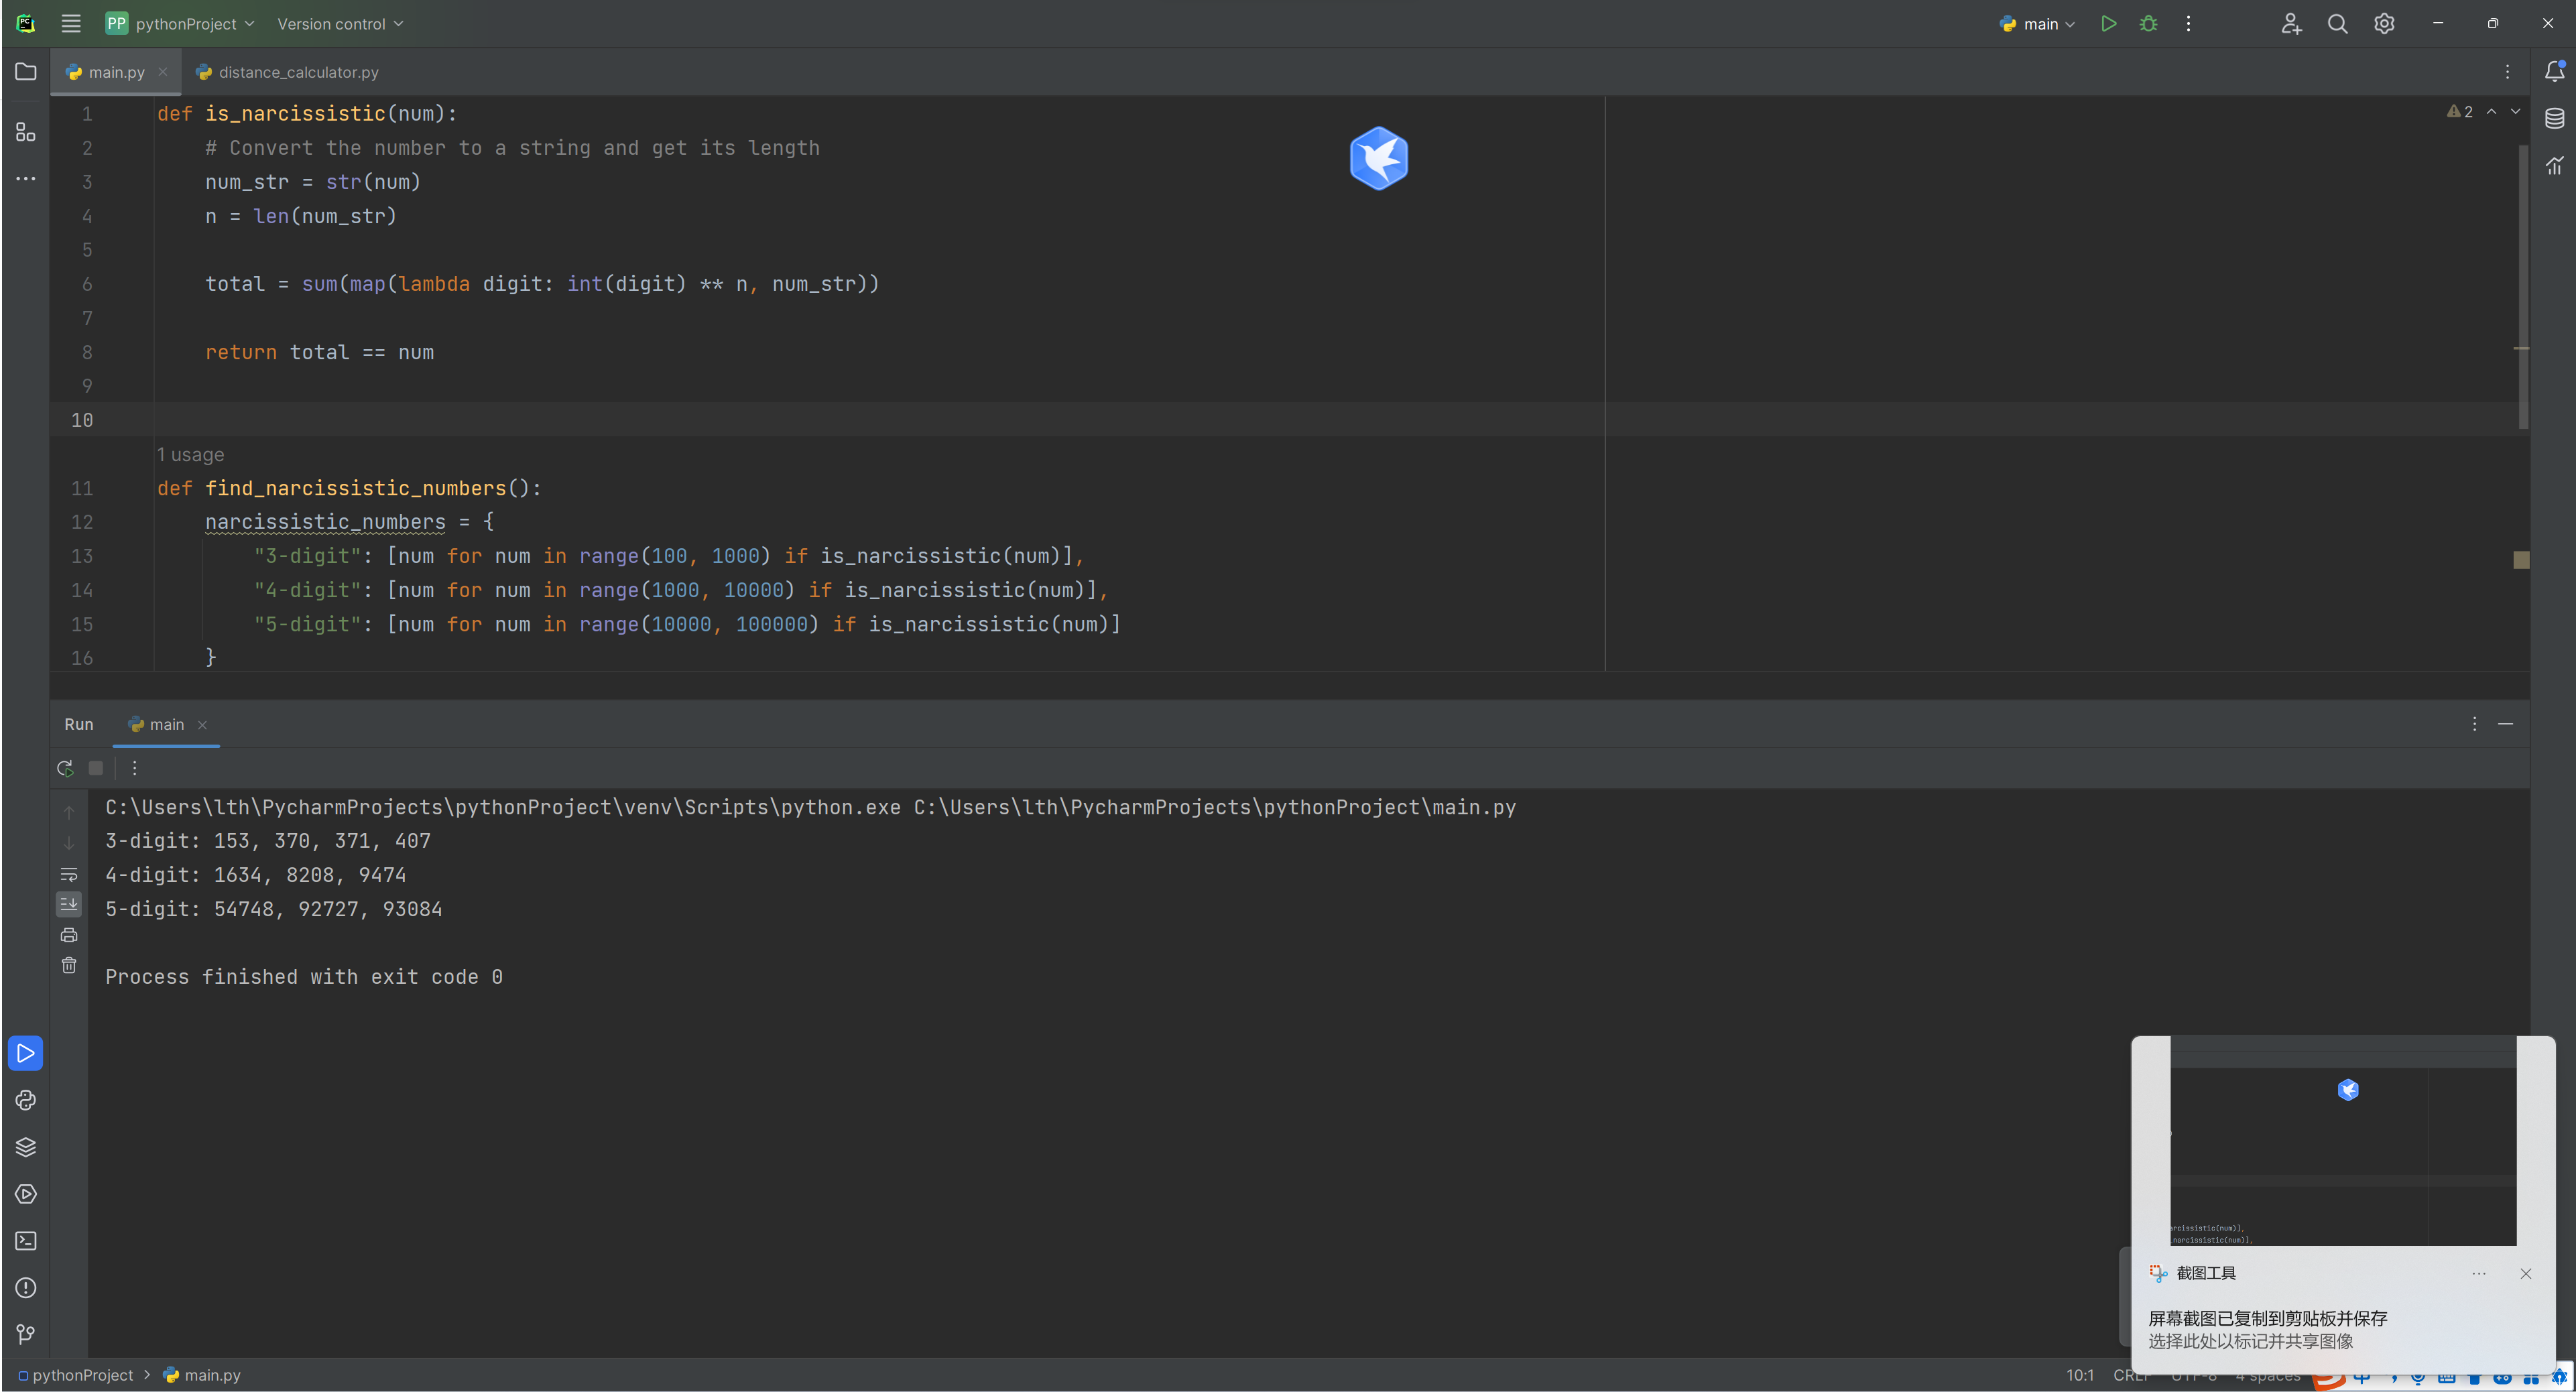 PP pythonProject Version control main
main.py distance_calculator.py
2
1 def is_narcissistic(num):
2 # Convert the number to a string and get its length
3 num_str = str(num)
4 n = len(num_str)
5
6 total = sum(map(lambda digit: int(digit) ** n, num_str))
7
8 return total == num
9
10
1 usage
11 def find_narcissistic_numbers():
12 narcissistic_numbers = {
13 "3-digit": [num for num in range(100, 1000) if is_narcissistic(num)],
14 "4-digit": [num for num in range(1000, 10000) if is_narcissistic(num)],
15 "5-digit": [num for num in range(10000, 100000) if is_narcissistic(num)]
16 }
Run main
C:\Users\lth\PycharmProjects\pythonProject\venv\Scripts\python.exe C:\Users\lth\PycharmProjects\pythonProject\main.py
3-digit: 153, 370, 371, 407
4-digit: 1634, 8208, 9474
5-digit: 54748, 92727, 93084
Process finished with exit code 0
arcissistic(num)],
_narcissistic(num)],
截图工具
屏幕截图已复制到剪贴板并保存
选择此处以标记并共享图像
pythonProject > main.py
10:1 CRLF UTF-8 4 spaces